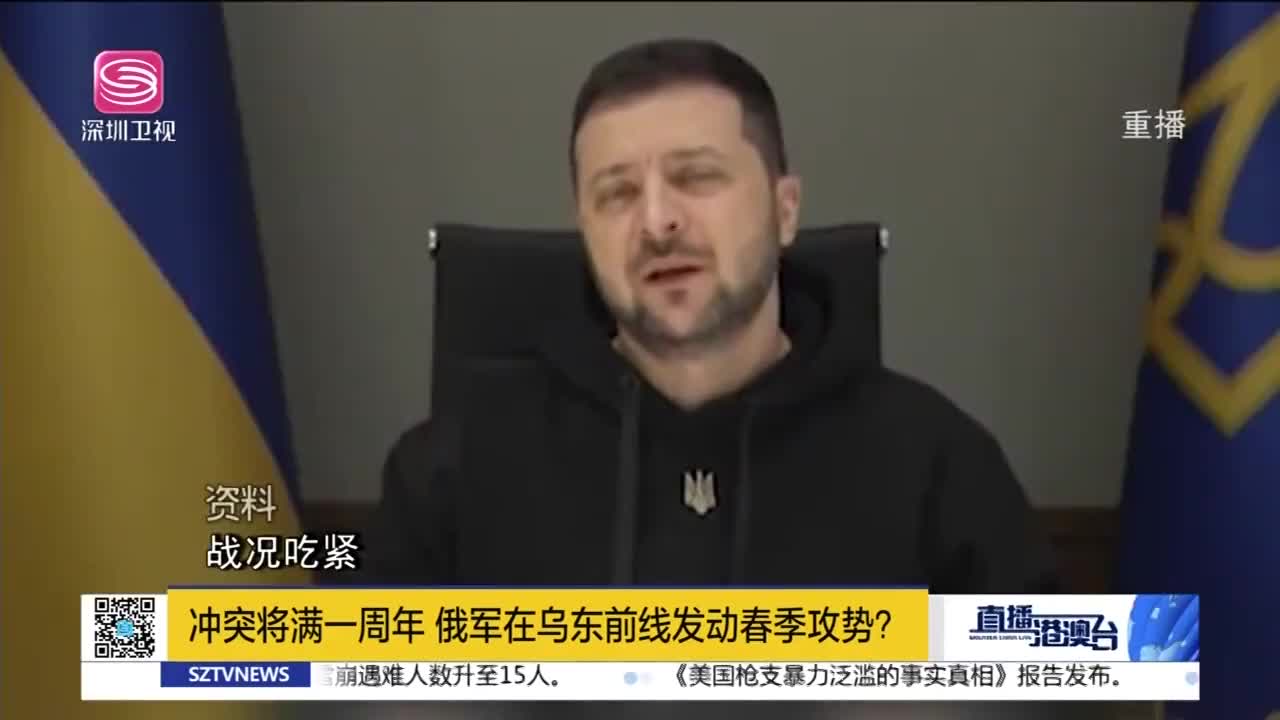 深圳卫视
重播
资料
战况吃紧
冲突将满一周年 俄军在乌东前线发动春季攻势?
直播港澳台
SZTVNEWS
崩遇难人数升至15人。 《美国枪支暴力泛滥的事实真相》报告发布。